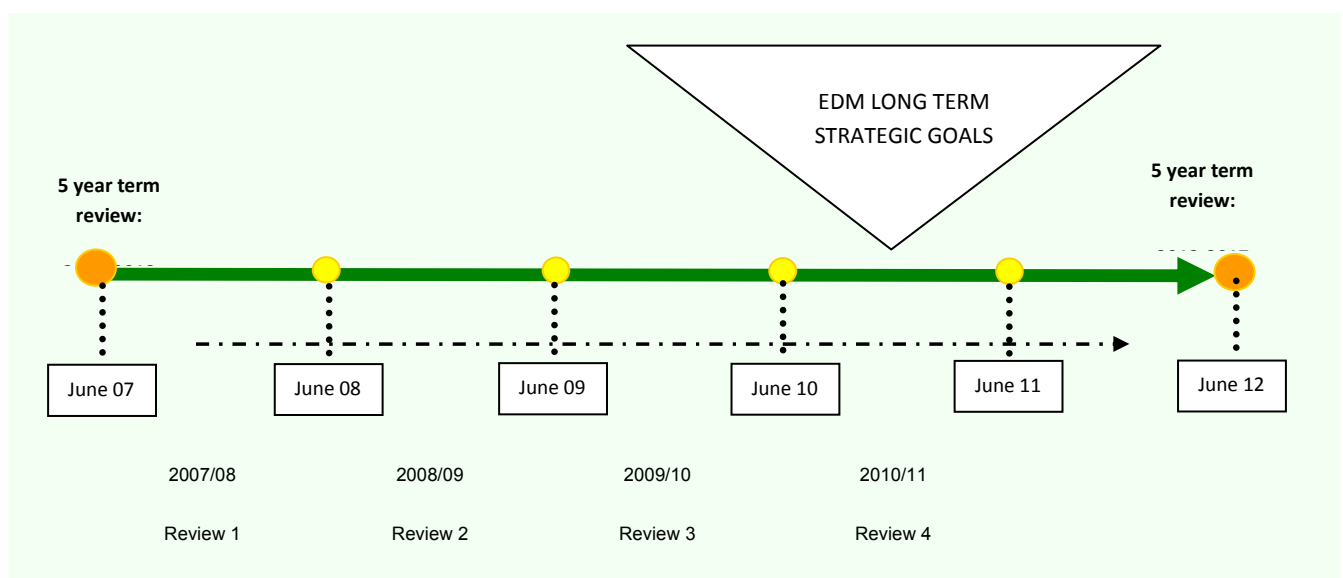 EDM LONG TERM
STRATEGIC GOALS
5 year term
review:
5 year term
review:
June 07
June 08
June 09
June 10
June 11
June 12
2007/08
2008/09
2009/10
2010/11
Review 1
Review 2
Review 3
Review 4